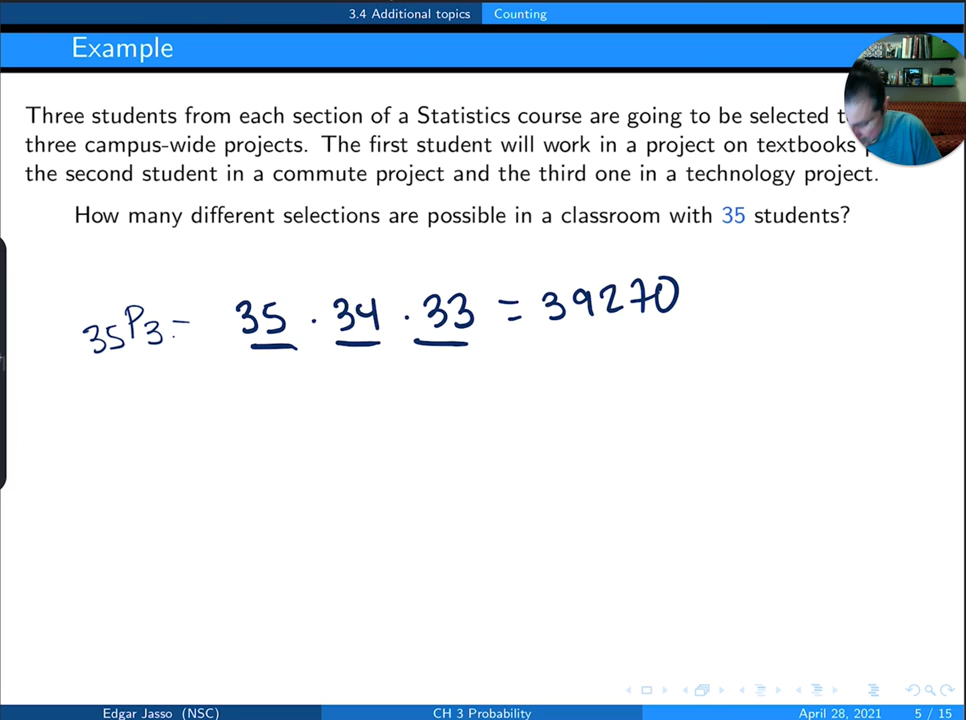 3.4 Additional topics Counting
Example
Three students from each section of a Statistics course are going to be selected
three campus-wide projects. The first student will work in a project on textbooks
the second student in a commute project and the third one in a technology project.
How many different selections are possible in a classroom with 35 students?
35P3 = 35 · 34 · 33 = 39270
Edgar Jasso (NSC) CH 3 Probability April 28, 2021 5 / 15